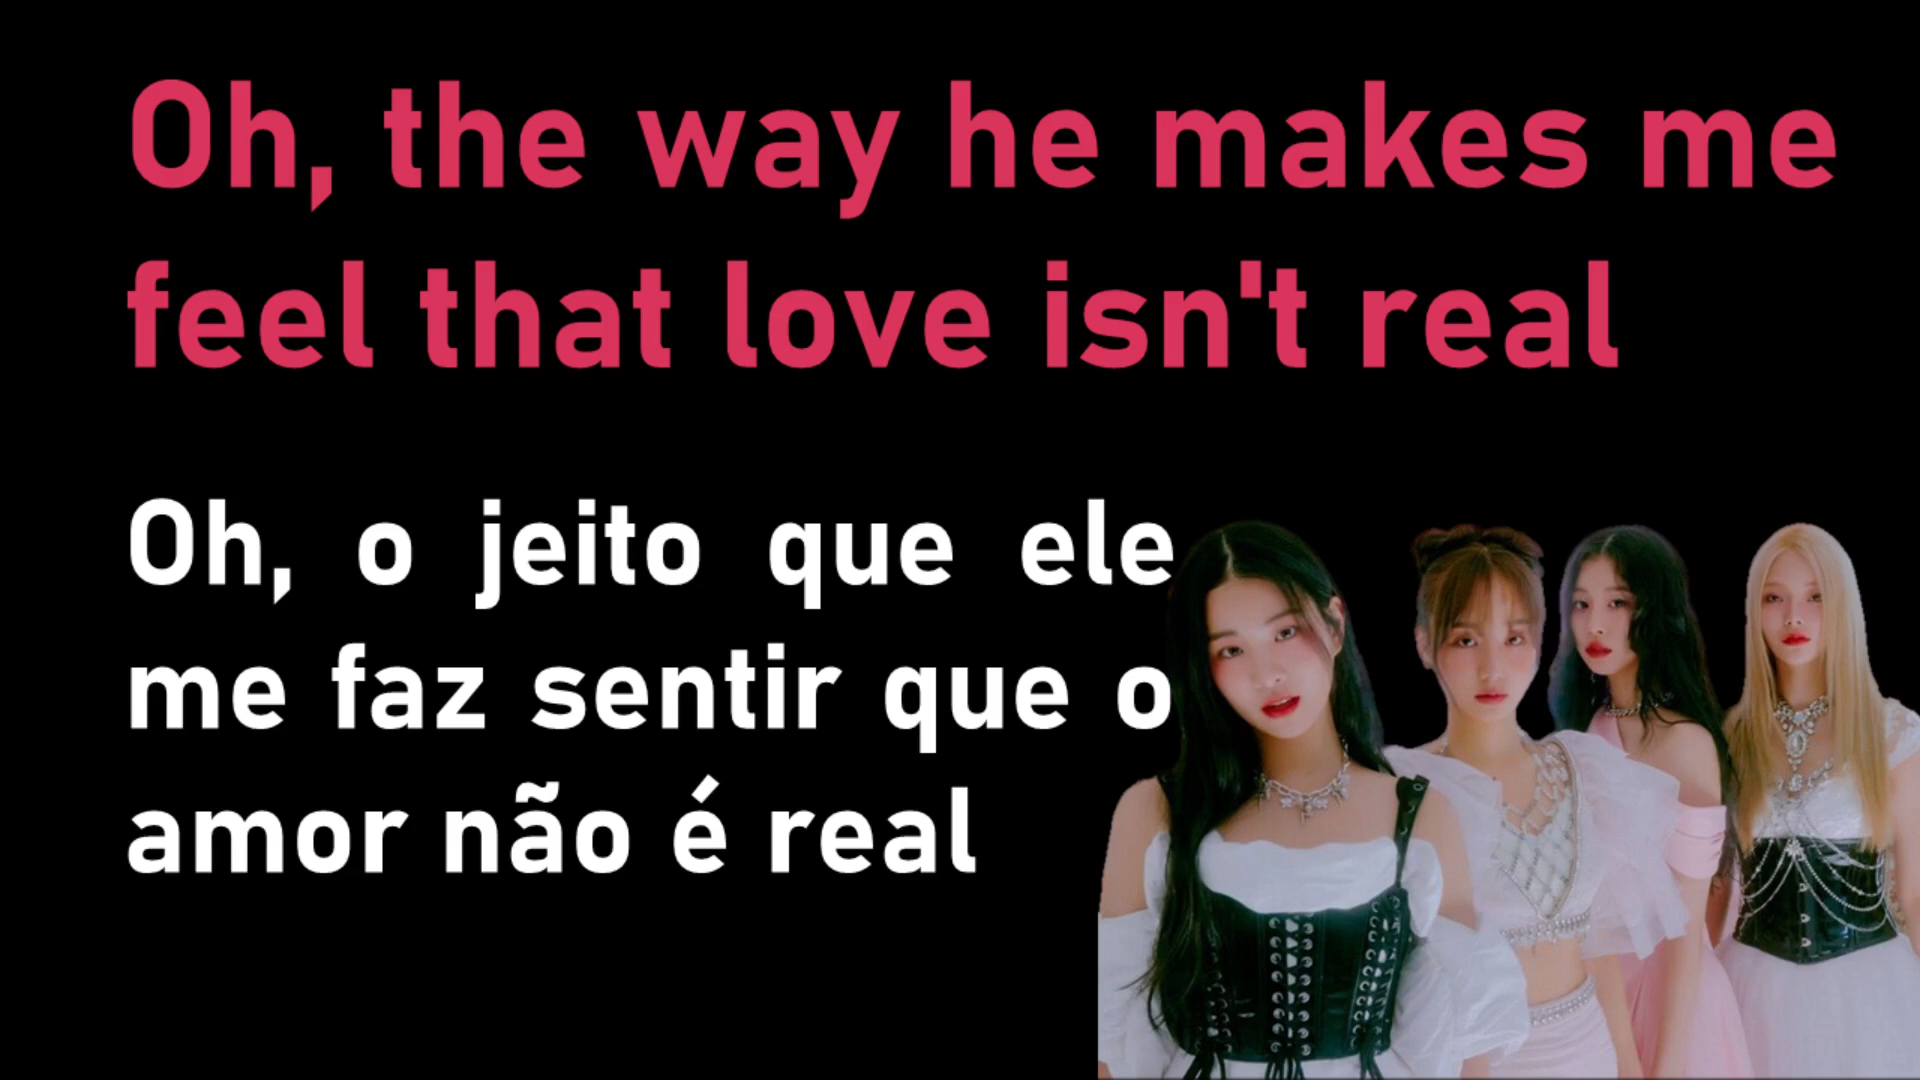 Oh, the way he makes me
feel that love isn't real
Oh, o jeito que ele
me faz sentir que o
amor não é real